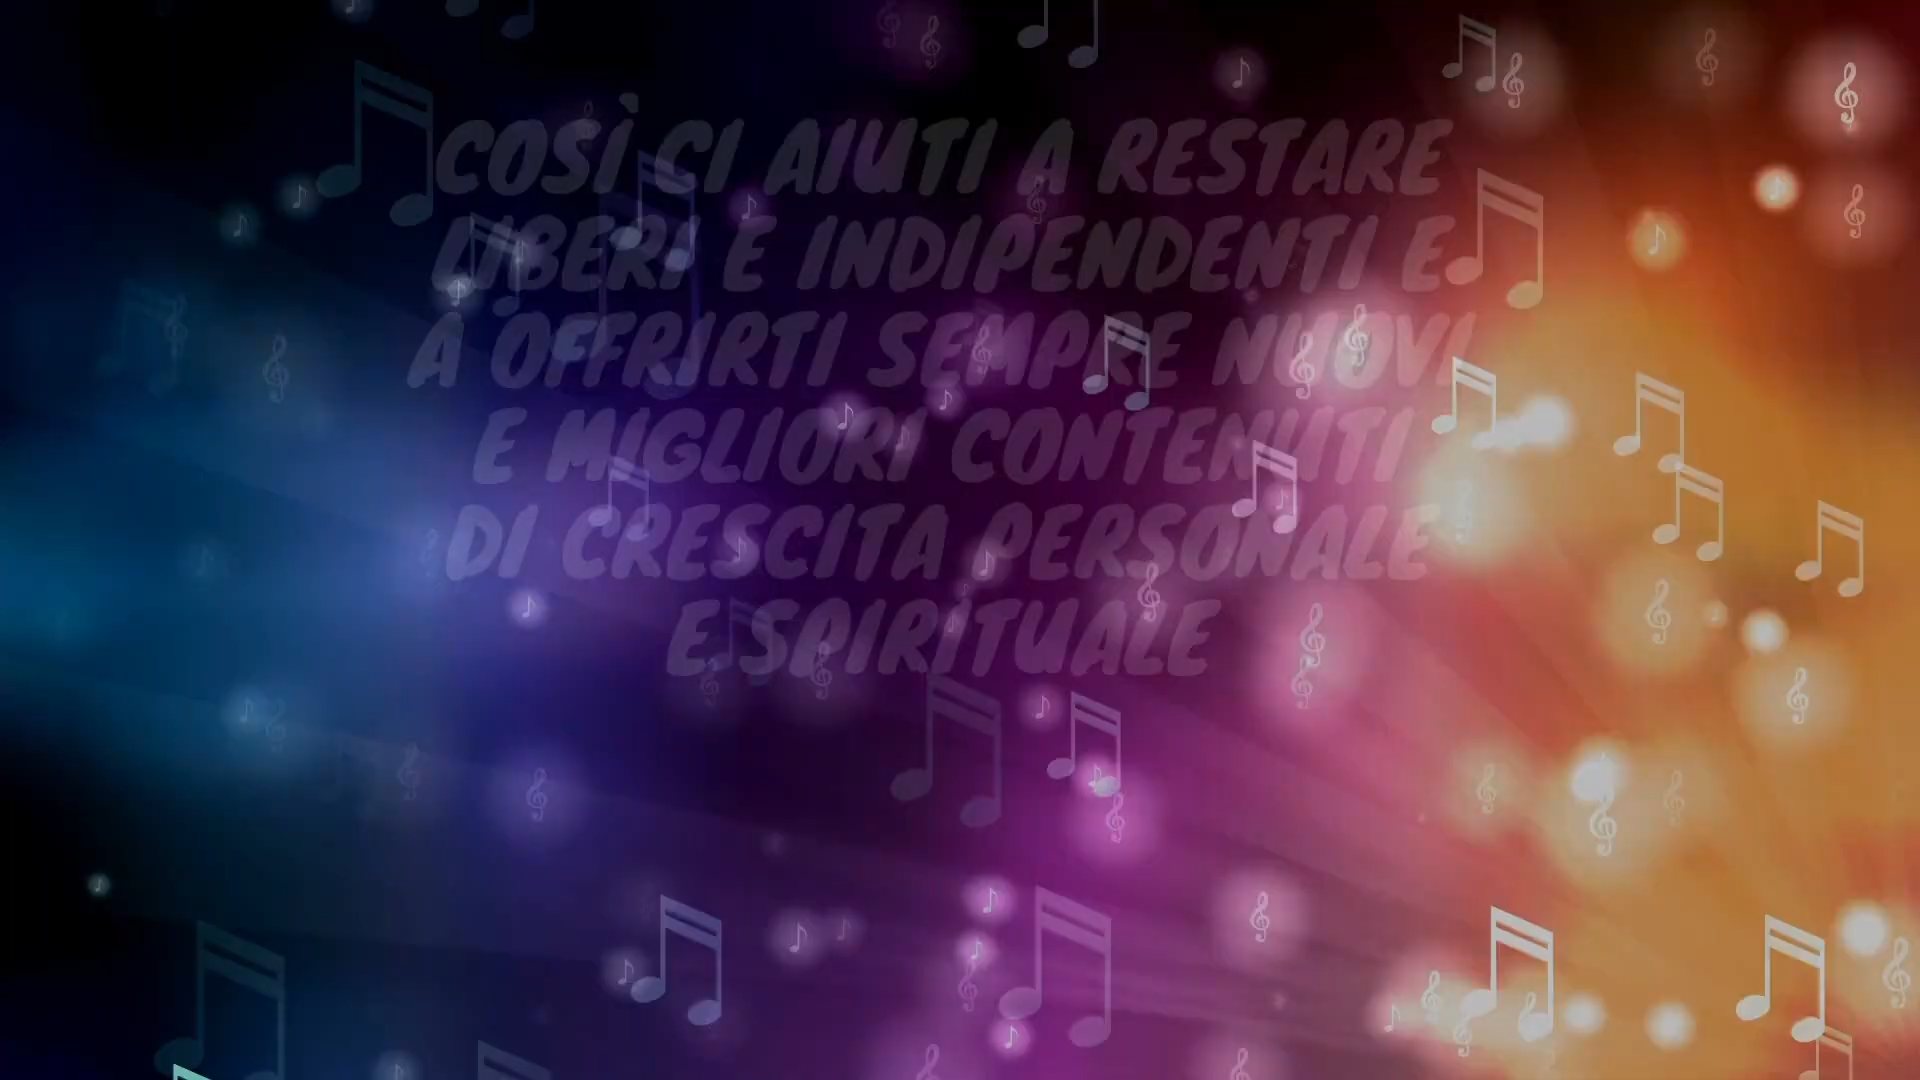 COSÌ CI AIUTI A RESTARE
LIBERI E INDIPENDENTI E
A OFFRIRTI SEMPRE NUOVI
E MIGLIORI CONTENUTI
DI CRESCITA PERSONALE
E SPIRITUALE